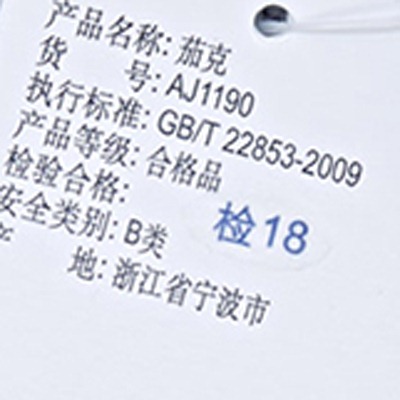 产品名称: 茄克
货 号: AJ1190
执行标准: GB/T 22853-2009
产品等级: 合格品
检验合格: 检18
安全类别: B类
产 地: 浙江省宁波市